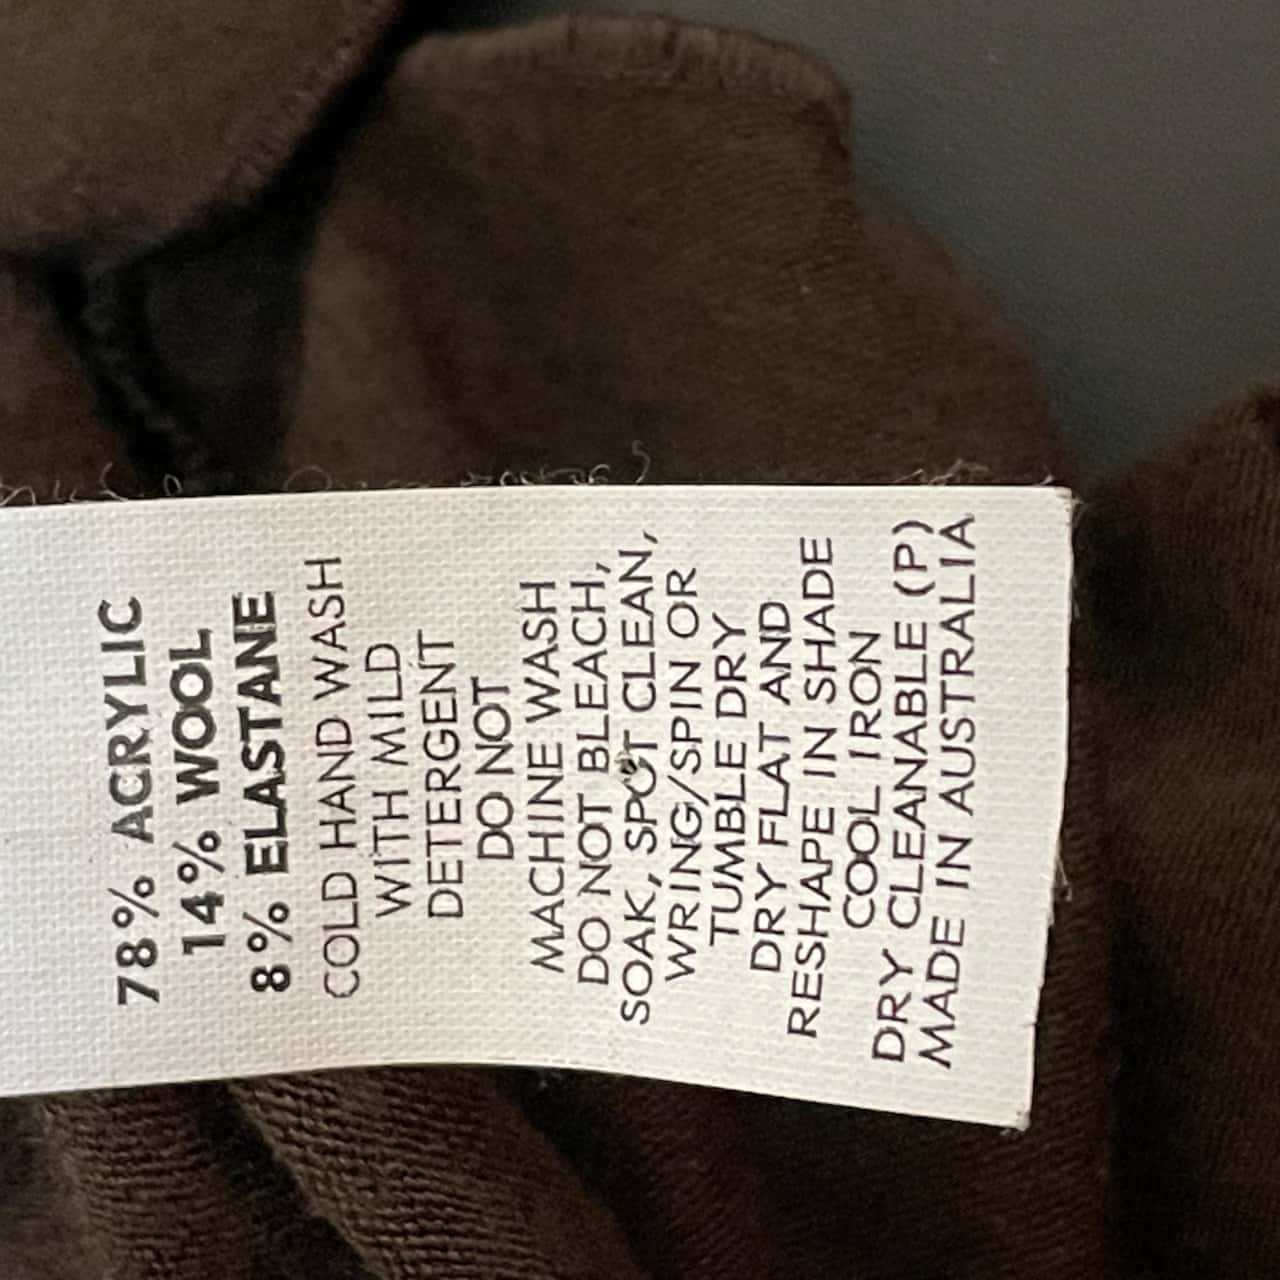 78% ACRYLIC
14% WOOL
8% ELASTANE
COLD HAND WASH
WITH MILD
DETERGENT
DO NOT
MACHINE WASH
DO NOT BLEACH,
SOAK, SPOT CLEAN,
WRING/SPIN OR
TUMBLE DRY
DRY FLAT AND
RESHAPE IN SHADE
COOL IRON
DRY CLEANABLE (P)
MADE IN AUSTRALIA